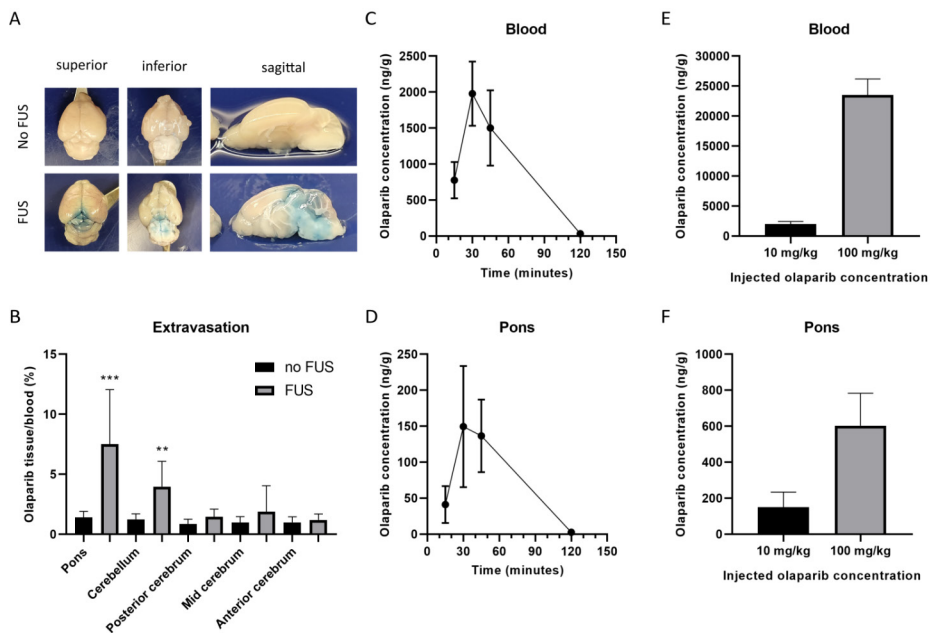 A
superior
inferior
sagittal
No FUS
FUS
B
Extravasation
Olaparib tissue/blood (%)
15
10
5
0
***
**
no FUS
FUS
Pons
Cerebellum
Posterior cerebrum
Mid cerebrum
Anterior cerebrum
C
Blood
Olaparib concentration (ng/g)
2500
2000
1500
1000
500
0
0 30 60 90 120 150
Time (minutes)
D
Pons
Olaparib concentration (ng/g)
250
200
150
100
50
0
0 30 60 90 120 150
Time (minutes)
E
Blood
Olaparib concentration (ng/g)
30000
25000
20000
15000
10000
5000
0
10 mg/kg 100 mg/kg
Injected olaparib concentration
F
Pons
Olaparib concentration (ng/g)
1000
800
600
400
200
0
10 mg/kg 100 mg/kg
Injected olaparib concentration